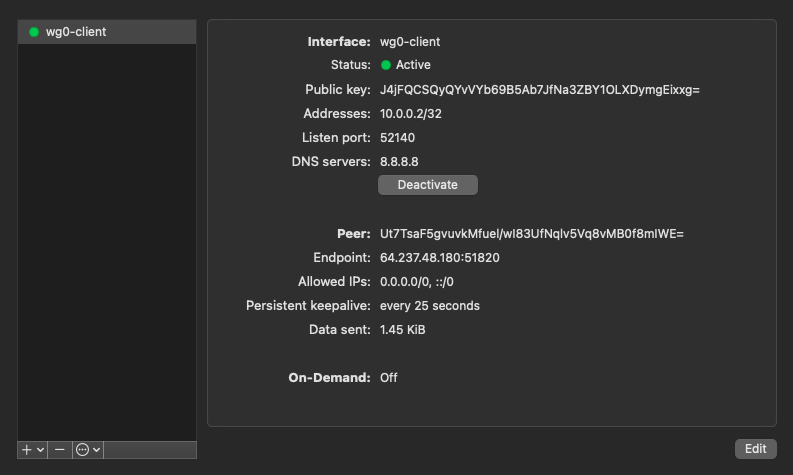 wg0-client
Interface: wg0-client
Status: Active
Public key: J4jFQCSQyQYvVYb69B5Ab7JfNa3ZBY1OLXDymgEixxg=
Addresses: 10.0.0.2/32
Listen port: 52140
DNS servers: 8.8.8.8
Deactivate
Peer: Ut7TsaF5gvuvkMfuel/wI83UfNqlv5Vq8vMB0f8mIWE=
Endpoint: 64.237.48.180:51820
Allowed IPs: 0.0.0.0/0, ::/0
Persistent keepalive: every 25 seconds
Data sent: 1.45 KiB
On-Demand: Off
Edit